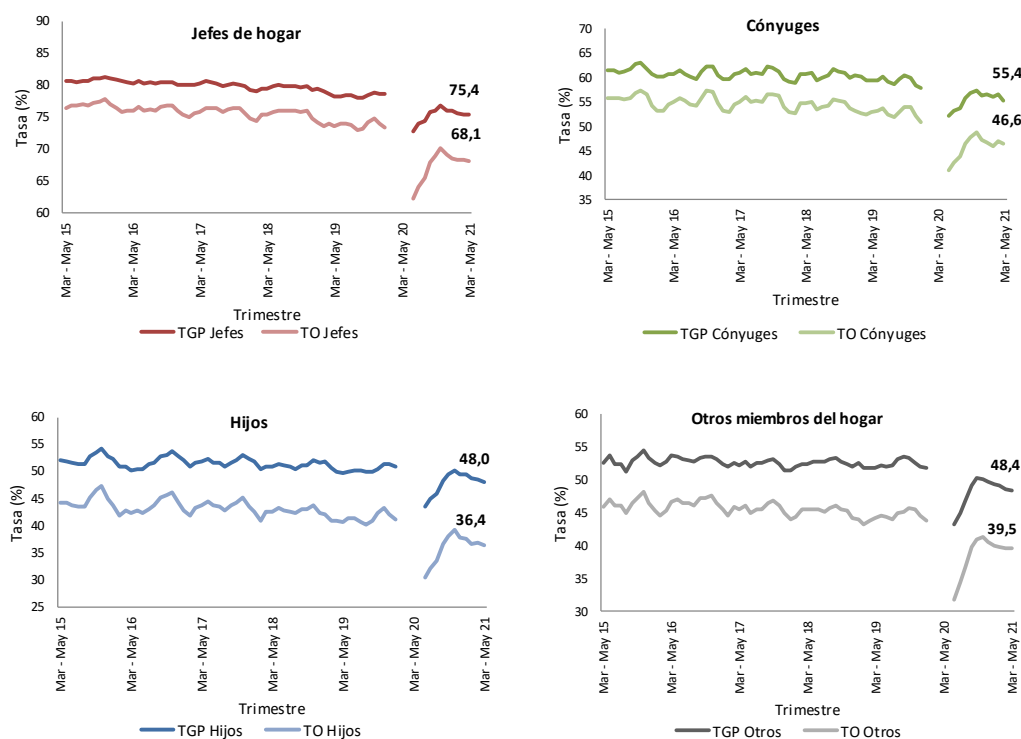 Jefes de hogar
Tasa (%)
90
85
80
75
70
65
60
75,4
68,1
Mar - May 15
Mar - May 16
Mar - May 17
Mar - May 18
Mar - May 19
Mar - May 20
Mar - May 21
Trimestre
TGP Jefes
TO Jefes
Cónyuges
Tasa (%)
70
65
60
55
50
45
40
35
55,4
46,6
Mar - May 15
Mar - May 16
Mar - May 17
Mar - May 18
Mar - May 19
Mar - May 20
Mar - May 21
Trimestre
TGP Cónyuges
TO Cónyuges
Hijos
Tasa (%)
60
55
50
45
40
35
30
25
48,0
36,4
Mar - May 15
Mar - May 16
Mar - May 17
Mar - May 18
Mar - May 19
Mar - May 20
Mar - May 21
Trimestre
TGP Hijos
TO Hijos
Otros miembros del hogar
Tasa (%)
60
55
50
45
40
35
30
48,4
39,5
Mar - May 15
Mar - May 16
Mar - May 17
Mar - May 18
Mar - May 19
Mar - May 20
Mar - May 21
Trimestre
TGP Otros
TO Otros